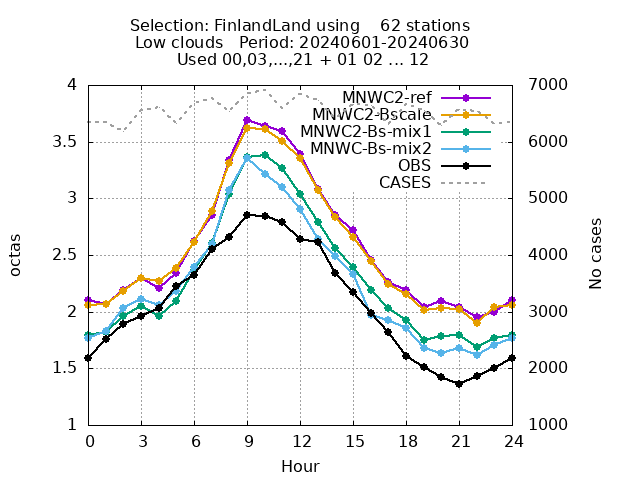 Selection: FinlandLand using    62 stations
Low clouds   Period: 20240601-20240630
Used 00,03,...,21 + 01 02 ... 12
4
3.5
3
2.5
2
1.5
1
octas
7000
6000
5000
4000
3000
2000
1000
No cases
MNWC2-ref
MNWC2-Bscale
MNWC2-Bs-mix1
MNWC-Bs-mix2
OBS
CASES
0 3 6 9 12 15 18 21 24
Hour